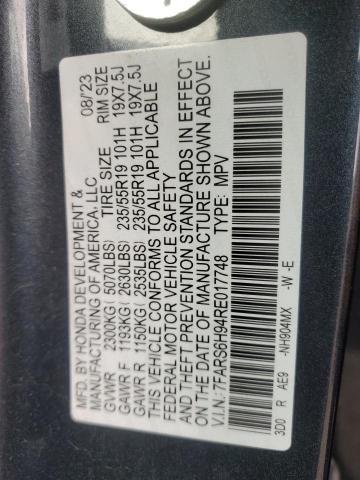 MFD. BY HONDA DEVELOPMENT & 08/'23
MANUFACTURING OF AMERICA, LLC
TIRE SIZE RIM SIZE
GVWR 2300KG( 5070LBS)
GAWR F 1193KG( 2630LBS) 235/55R19 101H 19X7.5J
GAWR R 1150KG( 2535LBS) 235/55R19 101H 19X7.5J
THIS VEHICLE CONFORMS TO ALL APPLICABLE
FEDERAL MOTOR VEHICLE SAFETY
AND THEFT PREVENTION STANDARDS IN EFFECT
ON THE DATE OF MANUFACTURE SHOWN ABOVE.
V.I.N: 7FARS6H94RE017748 TYPE: MPV
3D0 R AE9 -NH904MX -W -E
R